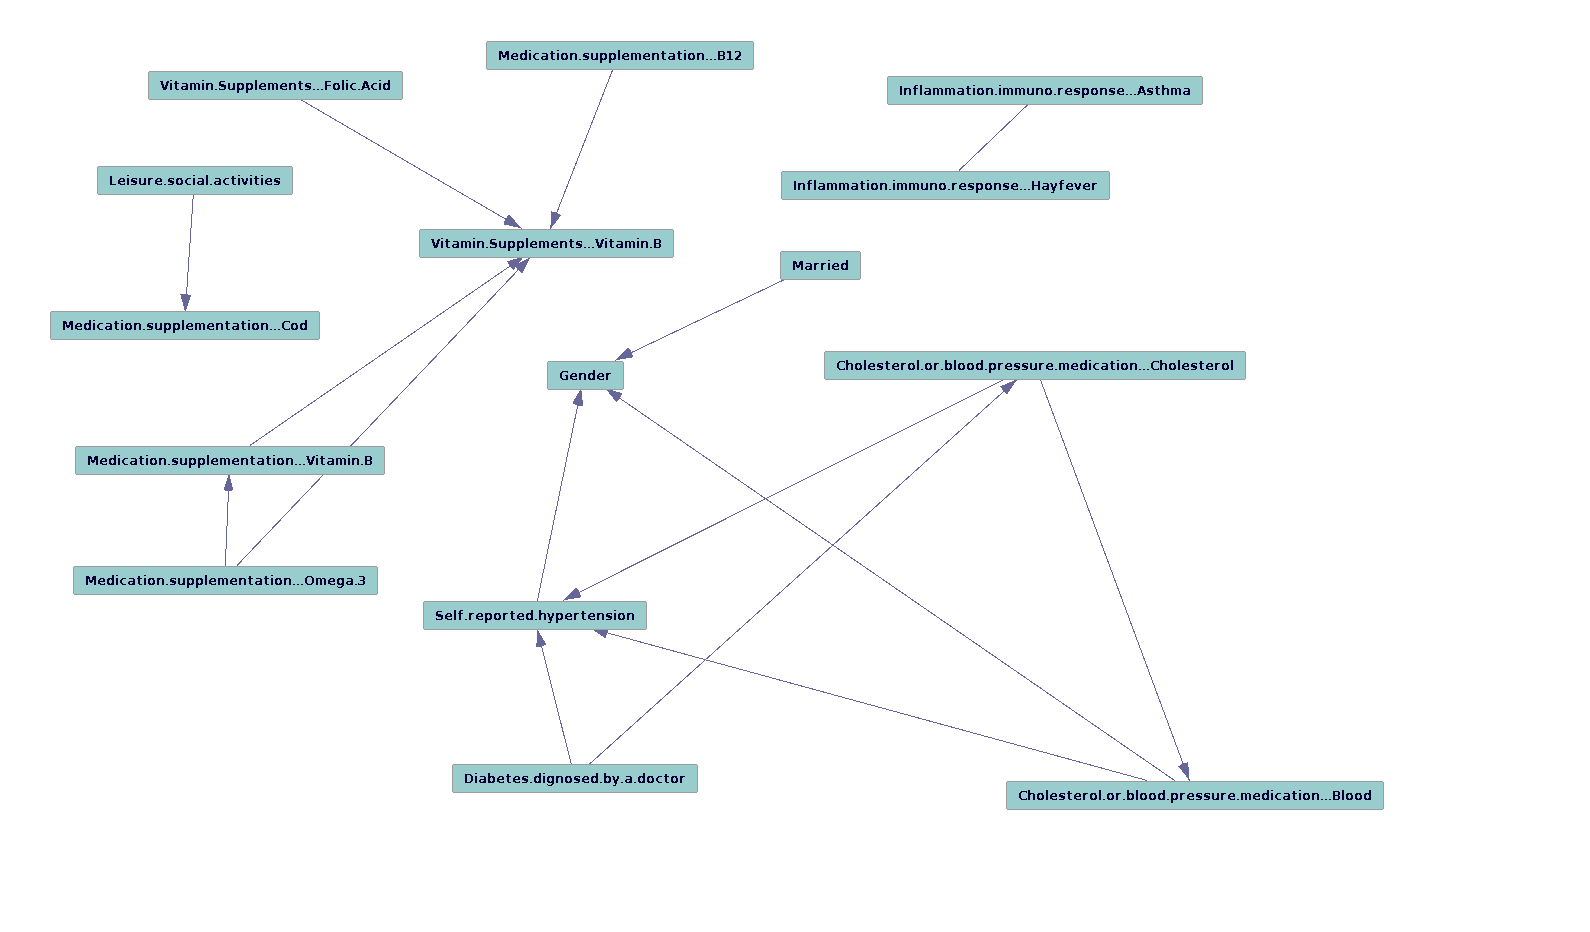 Medication.supplementation...B12
Vitamin.Supplements...Folic.Acid
Inflammation.immuno.response...Asthma
Leisure.social.activities
Inflammation.immuno.response...Hayfever
Vitamin.Supplements...Vitamin.B
Married
Medication.supplementation...Cod
Gender
Cholesterol.or.blood.pressure.medication...Cholesterol
Medication.supplementation...Vitamin.B
Medication.supplementation...Omega.3
Self.reported.hypertension
Diabetes.dignosed.by.a.doctor
Cholesterol.or.blood.pressure.medication...Blood